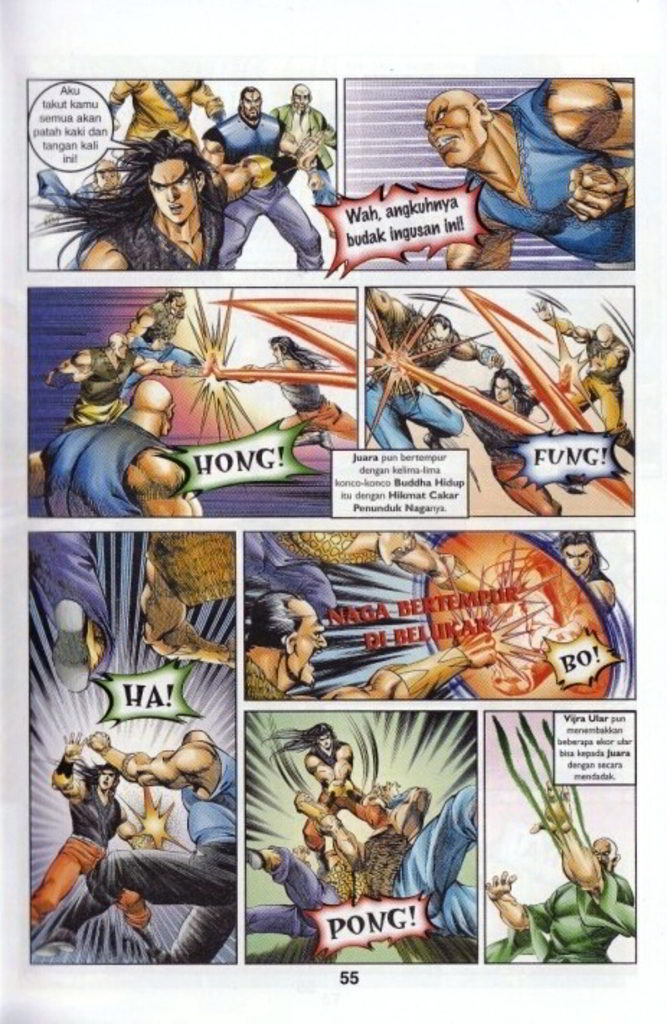 Aku
takut kamu
semua akan
patah kaki dan
tangan kali
ini!
Wah, angkuhnya
budak ingusan ini!
HONG!
Juara pun bertempur
dengan kelima-lima
konco-konco Buddha Hidup
itu dengan Hikmat Cakar
Penunduk Naganya.
FUNG!
HA!
NAGA BERTEMPUR
DI BELUKAR
BO!
PONG!
Vijra Ular pun
menembakkan
beberapa ekor ular
bisa kepada Juara
dengan secara
mendadak.
55